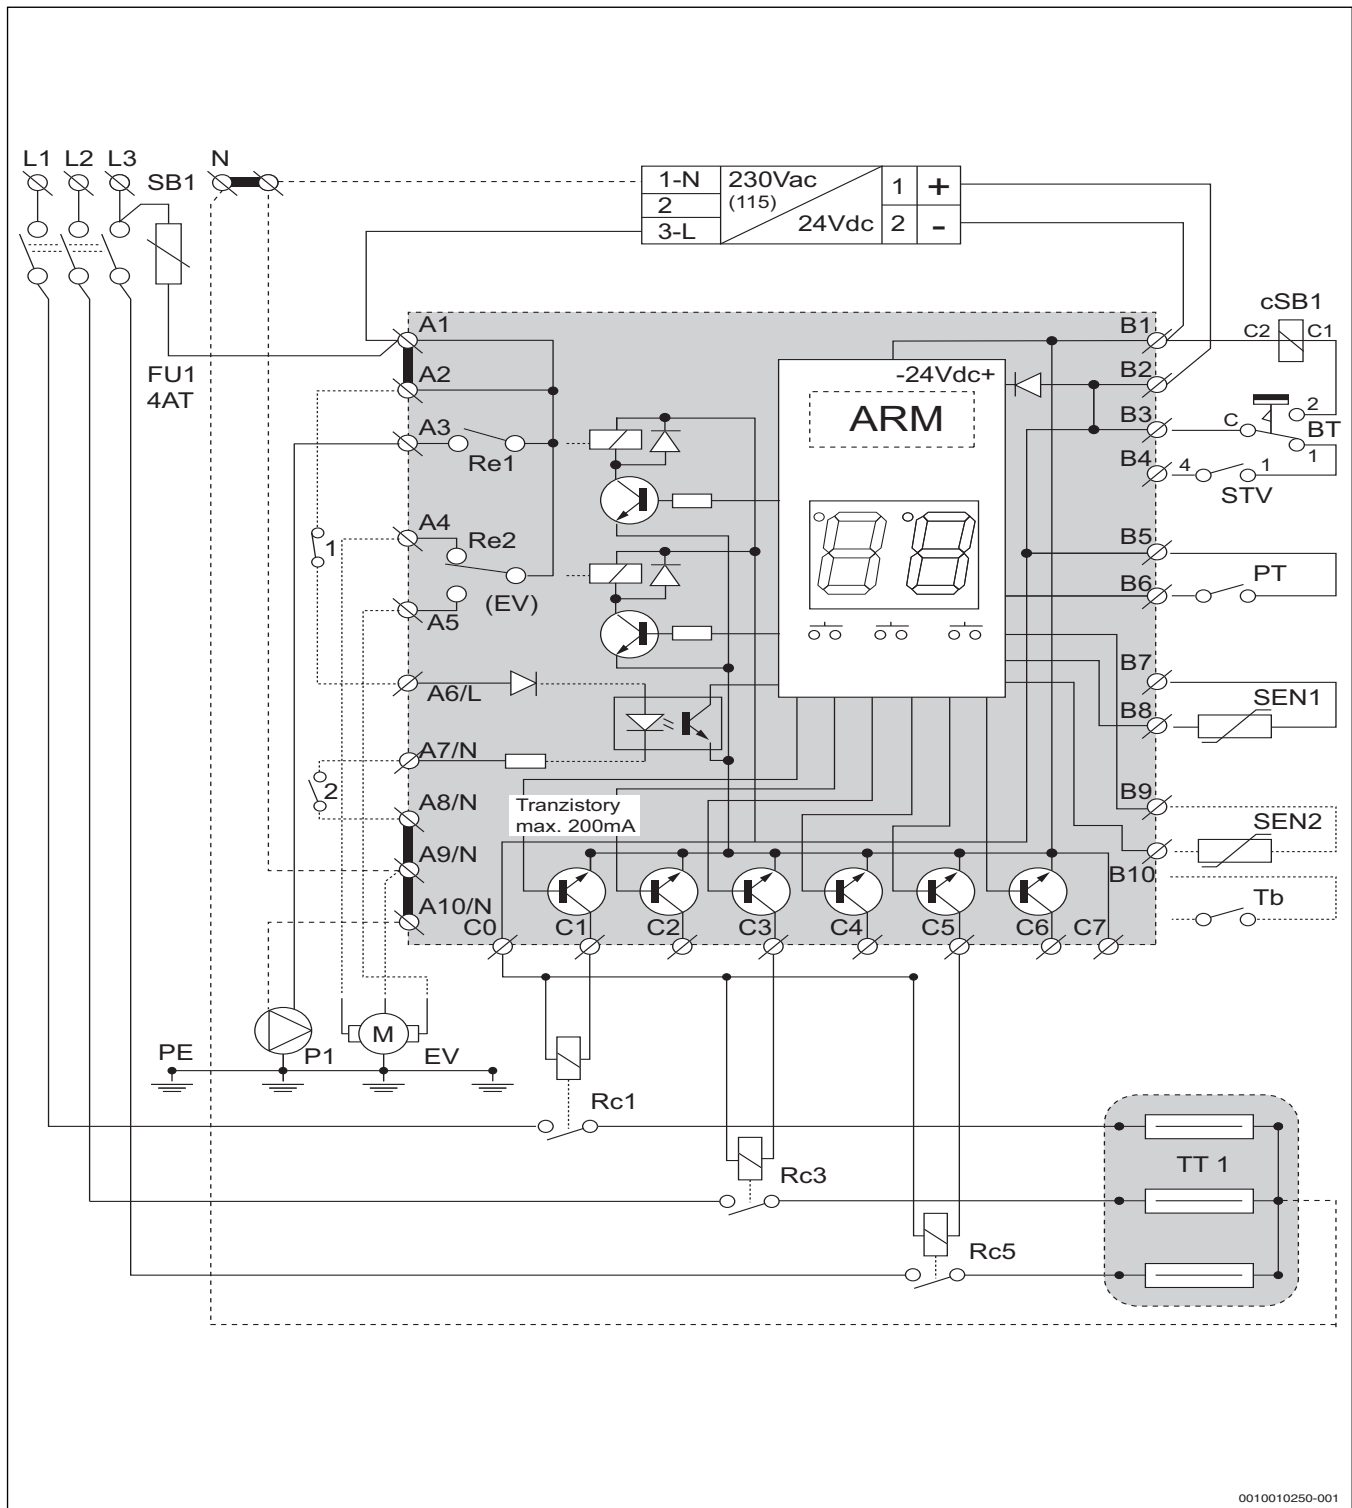 L1 L2 L3 SB1 N
1-N 230Vac 1 +
2 (115)
3-L 24Vdc 2 -
cSB1
C2 C1
FU1
4AT
A1
A2
A3
Re1
A4
Re2
(EV)
A5
A6/L
A7/N
A8/N
A9/N
A10/N
1
2
-24Vdc+
ARM
B1
B2
B3
B4
B5
B6
B7
B8
B9
B10
C 2
BT
1
4 1
STV
PT
SEN1
SEN2
Tb
Tranzistory
max. 200mA
C0 C1 C2 C3 C4 C5 C6 C7
PE P1 M EV
Rc1
Rc3
Rc5
TT 1
0010010250-001